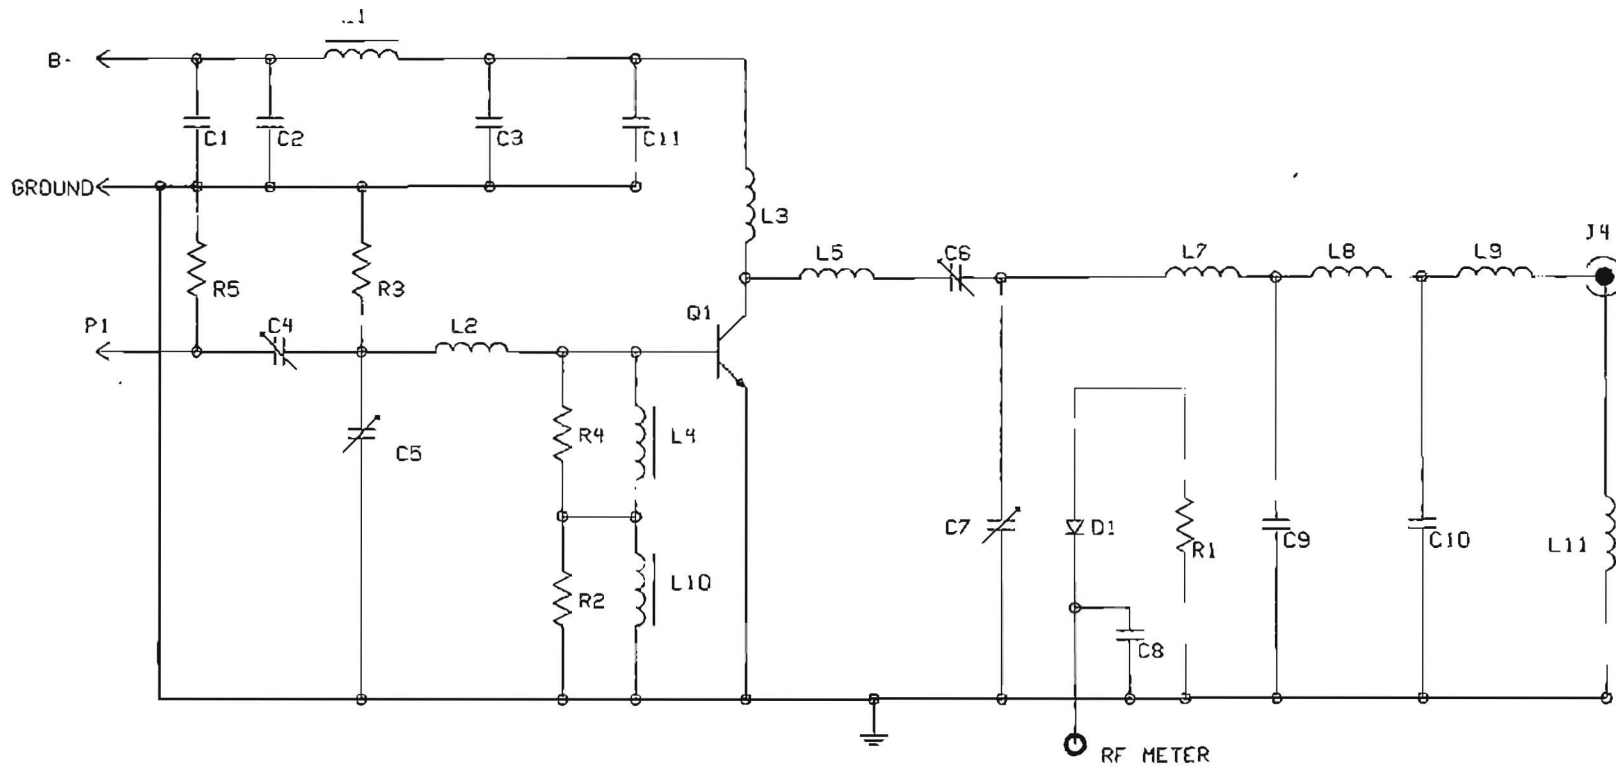 B-
C1
C2
C3
C11
GROUND
L3
R5
R3
L5
C6
L7
L8
L9
J4
P1
C4
L2
Q1
C5
R4
L4
C7
D1
R1
C9
C10
L11
R2
L10
C8
RF METER